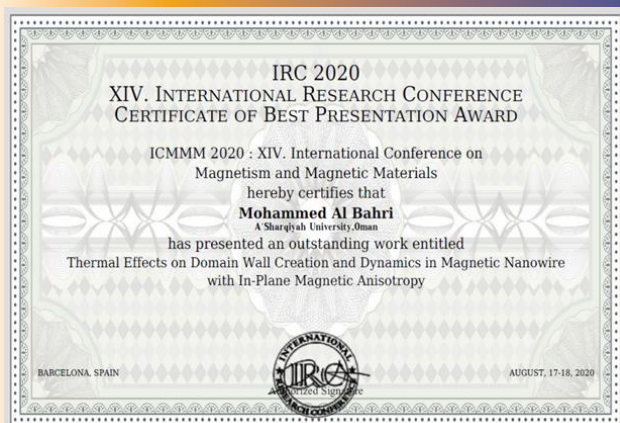 IRC 2020
XIV. INTERNATIONAL RESEARCH CONFERENCE
CERTIFICATE OF BEST PRESENTATION AWARD
ICMMM 2020 : XIV. International Conference on
Magnetism and Magnetic Materials
hereby certifies that
Mohammed Al Bahri
A'Sharqiyah University,Oman
has presented an outstanding work entitled
Thermal Effects on Domain Wall Creation and Dynamics in Magnetic Nanowire
with In-Plane Magnetic Anisotropy
INTERNATIONAL
IRC
RESEARCH CONFERENCE
BARCELONA, SPAIN
Authorized Signature
AUGUST, 17-18, 2020